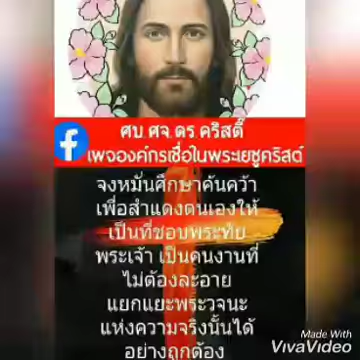 ศบ.ศจ.ดร.คริสตี้
เพจองค์กรเชื่อในพระเยซูคริสต์
จงหมั่นศึกษาค้นคว้า
เพื่อสำแดงตนเองให้
เป็นที่ชอบพระทัย
พระเจ้า เป็นคนงานที่
ไม่ต้องละอาย
แยกแยะพระวจนะ
แห่งความจริงนั้นได้
อย่างถูกต้อง
Made With
VivaVideo